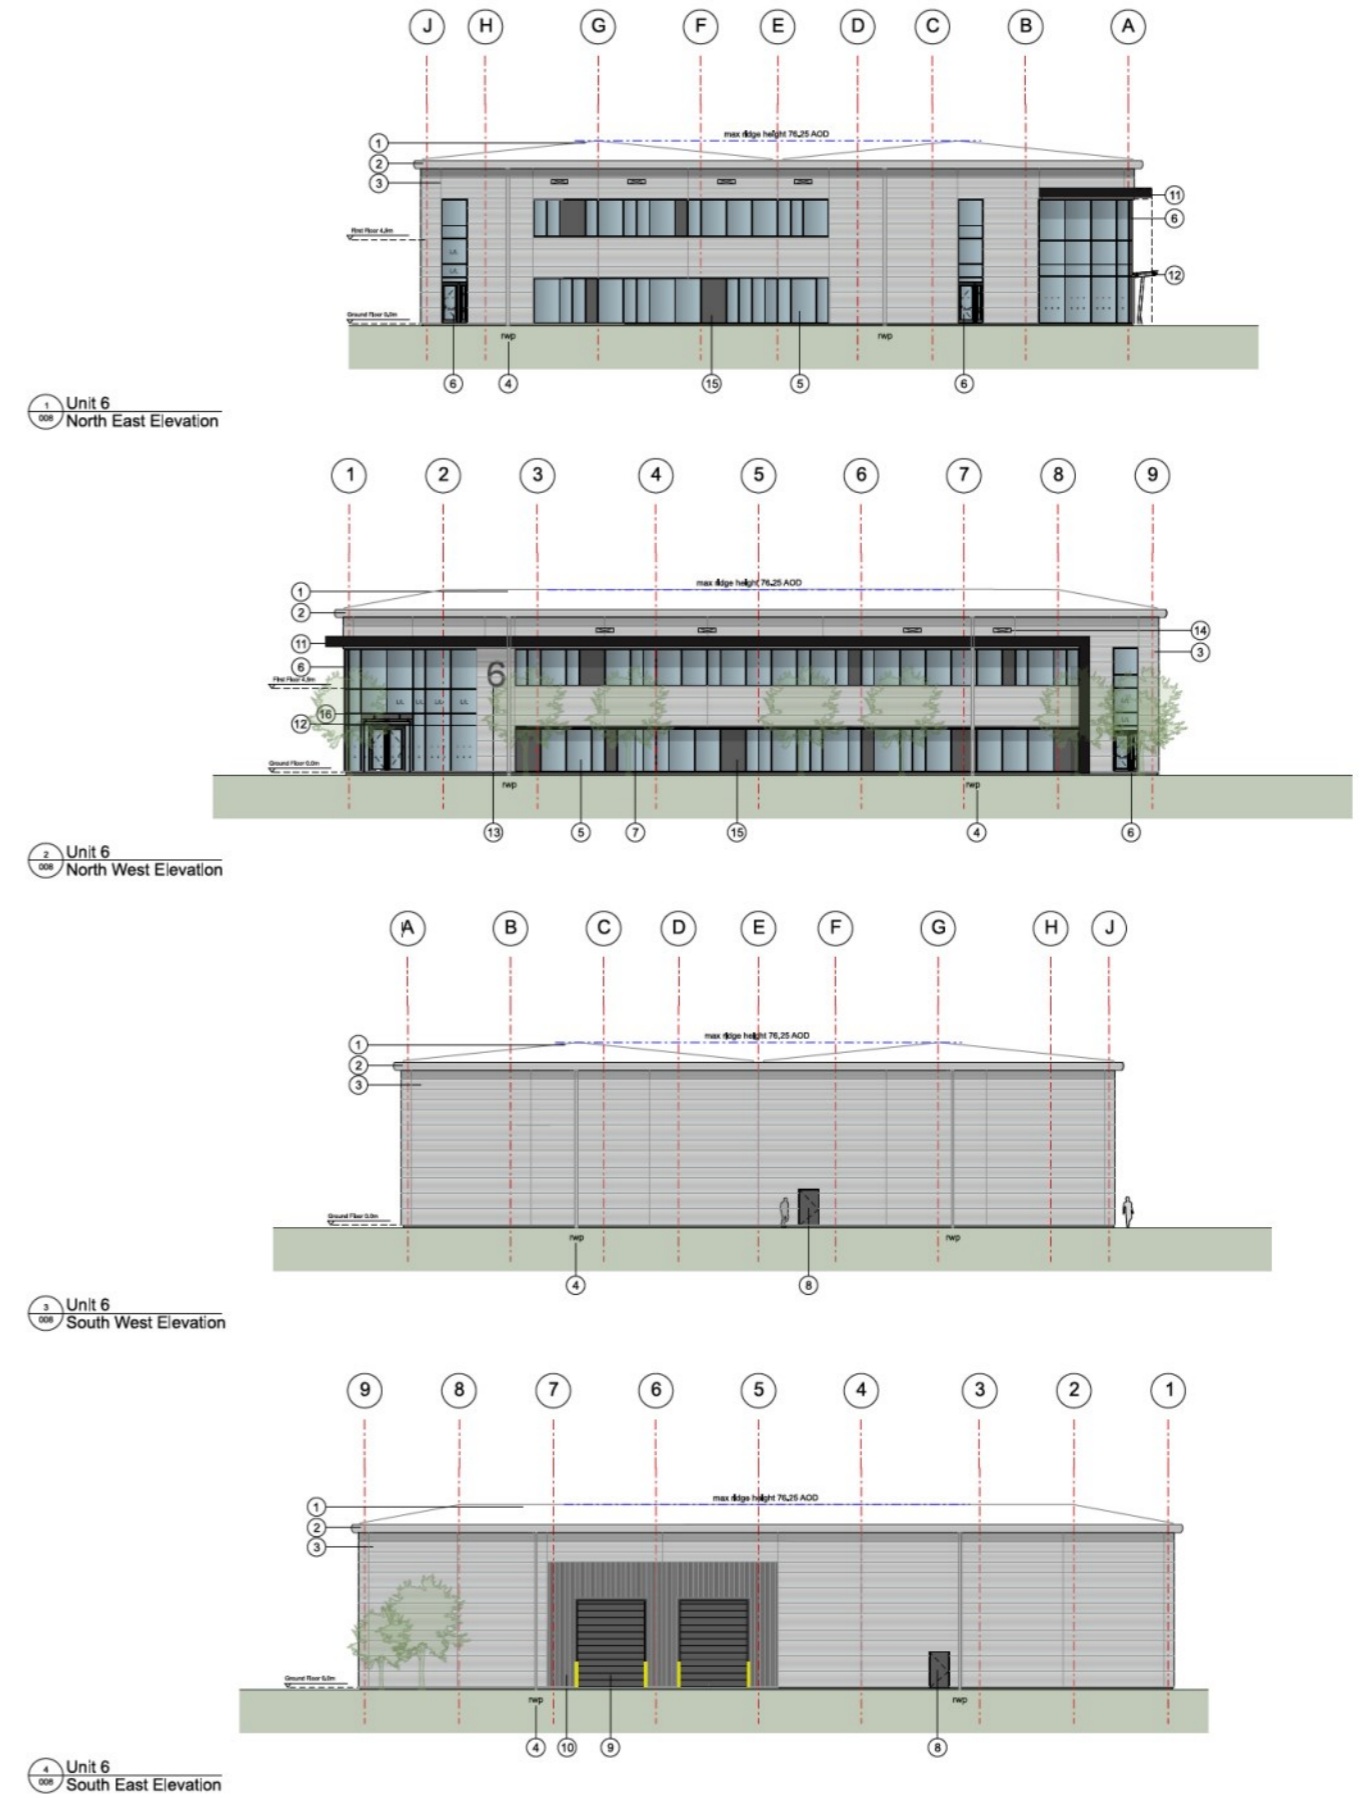 J H G F E D C B A
max ridge height 76.25 AOD
1
2
3
11
6
First Floor 4.5m
12
Ground Floor 0.0m
rwp rwp
6 4 15 5 6
1 Unit 6
008 North East Elevation
1 2 3 4 5 6 7 8 9
max ridge height 76.25 AOD
1
2
14
11
3
6
6
First Floor 4.5m
16
12
Ground Floor 0.0m
rwp rwp
13 5 7 15 4 6
2 Unit 6
008 North West Elevation
A B C D E F G H J
max ridge height 76.25 AOD
1
2
3
Ground Floor 0.0m
rwp rwp
4 8
3 Unit 6
008 South West Elevation
9 8 7 6 5 4 3 2 1
max ridge height 76.25 AOD
1
2
3
Ground Floor 0.0m
rwp rwp
4 10 9 8
4 Unit 6
008 South East Elevation